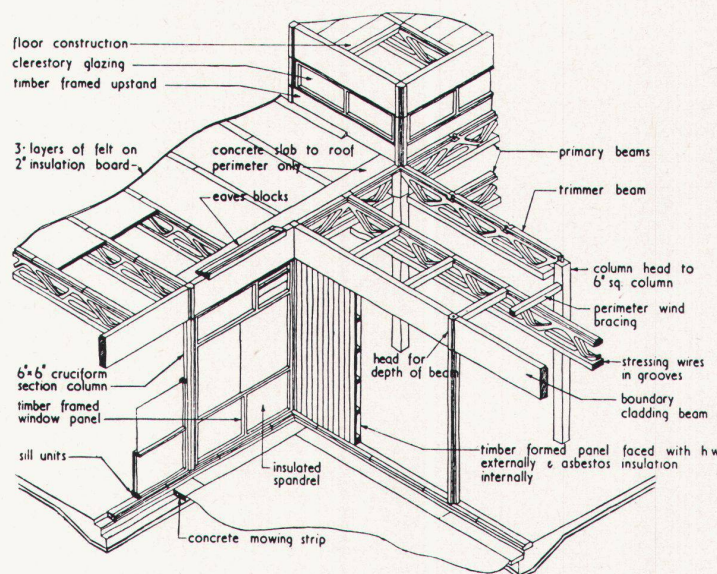 floor construction
clerestory glazing
timber framed upstand
3· layers of felt on
2" insulation board
concrete slab to roof
perimeter only
eaves blocks
primary beams
trimmer beam
column head to
6" sq. column
perimeter wind
bracing
head for
depth of beam
stressing wires
in grooves
boundary
cladding beam
6"×6" cruciform
section column
timber framed
window panel
sill units
insulated
spandrel
timber formed panel faced with h w
externally & asbestos insulation
internally
concrete mowing strip